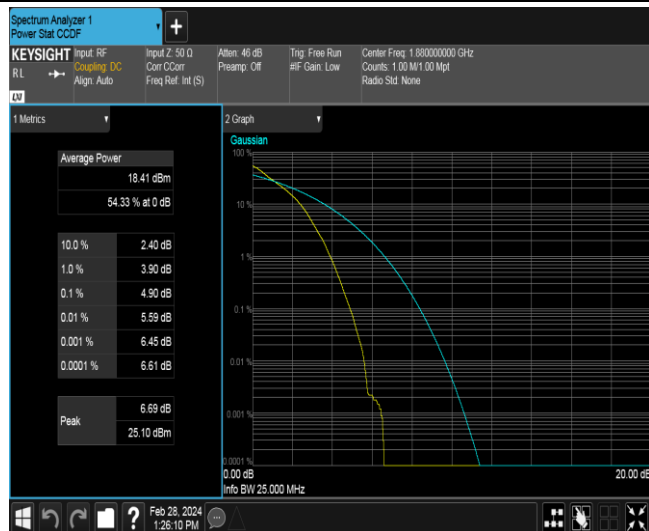 Spectrum Analyzer 1
Power Stat CCDF
+
KEYSIGHT
RL
Input: RF
Coupling: DC
Align: Auto
Input Z: 50 Ω
Corr CCorr
Freq Ref: Int (S)
Atten: 46 dB
Preamp: Off
Trig: Free Run
#IF Gain: Low
Center Freq: 1.880000000 GHz
Counts: 1.00 M/1.00 Mpt
Radio Std: None
1 Metrics
Average Power
18.41 dBm
54.33 % at 0 dB
10.0 % 2.40 dB
1.0 % 3.90 dB
0.1 % 4.90 dB
0.01 % 5.59 dB
0.001 % 6.45 dB
0.0001 % 6.61 dB
Peak
6.69 dB
25.10 dBm
2 Graph
Gaussian
100 %
10 %
1 %
0.1 %
0.01 %
0.001 %
0.0001 %
0.00 dB 20.00 dB
Info BW 25.000 MHz
?
Feb 28, 2024
1:26:10 PM